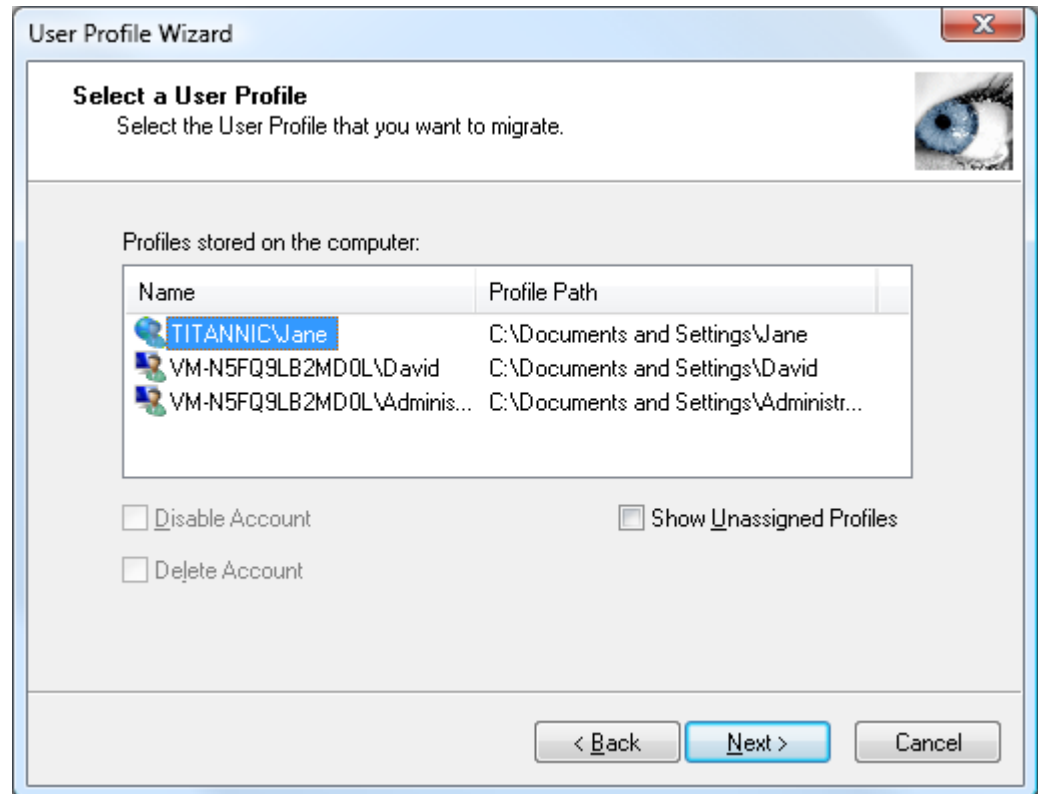 User Profile Wizard
Select a User Profile
Select the User Profile that you want to migrate.
Profiles stored on the computer:
Name Profile Path
TITANNIC\Jane C:\Documents and Settings\Jane
VM-N5FQ9LB2MD0L\David C:\Documents and Settings\David
VM-N5FQ9LB2MD0L\Adminis... C:\Documents and Settings\Administr...
Disable Account Show Unassigned Profiles
Delete Account
< Back Next > Cancel